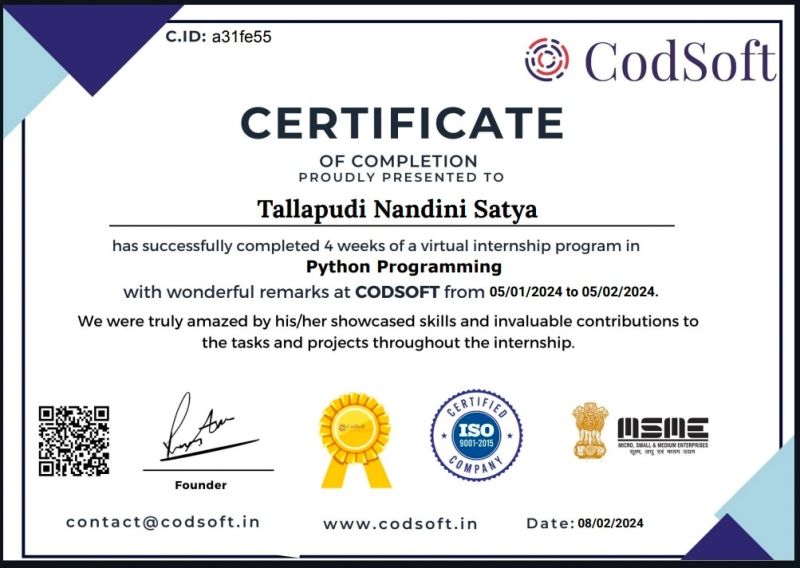 C.ID: a31fe55
CodSoft
CERTIFICATE
OF COMPLETION
PROUDLY PRESENTED TO
Tallapudi Nandini Satya
has successfully completed 4 weeks of a virtual internship program in
Python Programming
with wonderful remarks at CODSOFT from 05/01/2024 to 05/02/2024.
We were truly amazed by his/her showcased skills and invaluable contributions to
the tasks and projects throughout the internship.
Founder
CodSoft
CERTIFIED
ISO
9001-2015
COMPANY
MSME
MICRO, SMALL & MEDIUM ENTERPRISES
सूक्ष्म, लघु एवं मध्यम उद्यम
contact@codsoft.in
www.codsoft.in
Date: 08/02/2024